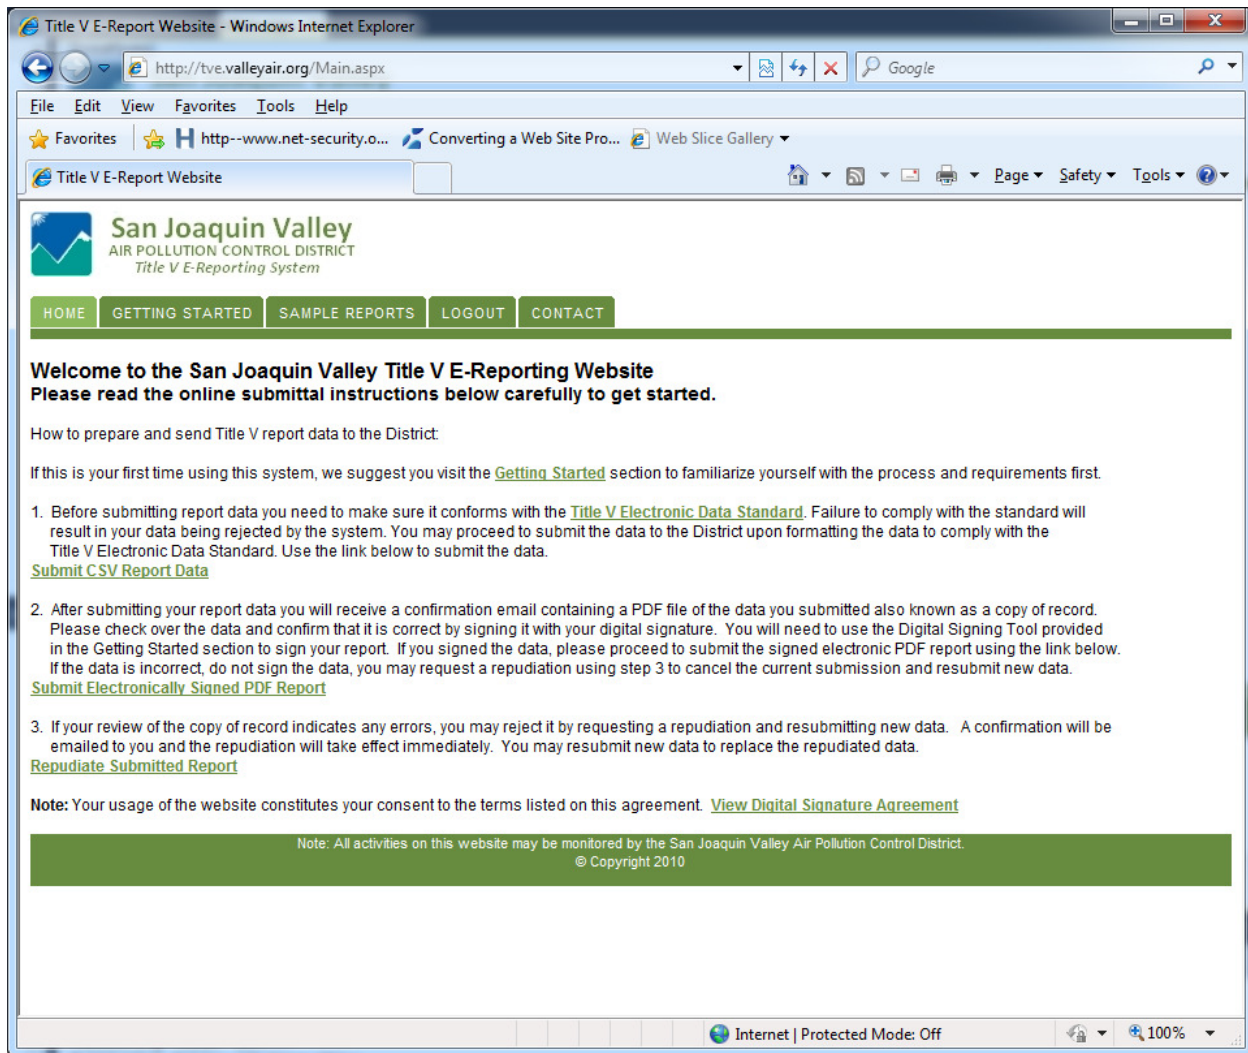 Title V E-Report Website - Windows Internet Explorer
http://tve.valleyair.org/Main.aspx
Google
File Edit View Favorites Tools Help
Favorites http--www.net-security.o... Converting a Web Site Pro... Web Slice Gallery
Title V E-Report Website
Page Safety Tools
San Joaquin Valley
AIR POLLUTION CONTROL DISTRICT
Title V E-Reporting System
HOME GETTING STARTED SAMPLE REPORTS LOGOUT CONTACT
Welcome to the San Joaquin Valley Title V E-Reporting Website
Please read the online submittal instructions below carefully to get started.
How to prepare and send Title V report data to the District:
If this is your first time using this system, we suggest you visit the Getting Started section to familiarize yourself with the process and requirements first.
1. Before submitting report data you need to make sure it conforms with the Title V Electronic Data Standard. Failure to comply with the standard will
result in your data being rejected by the system. You may proceed to submit the data to the District upon formatting the data to comply with the
Title V Electronic Data Standard. Use the link below to submit the data.
Submit CSV Report Data
2. After submitting your report data you will receive a confirmation email containing a PDF file of the data you submitted also known as a copy of record.
Please check over the data and confirm that it is correct by signing it with your digital signature. You will need to use the Digital Signing Tool provided
in the Getting Started section to sign your report. If you signed the data, please proceed to submit the signed electronic PDF report using the link below.
If the data is incorrect, do not sign the data, you may request a repudiation using step 3 to cancel the current submission and resubmit new data.
Submit Electronically Signed PDF Report
3. If your review of the copy of record indicates any errors, you may reject it by requesting a repudiation and resubmitting new data. A confirmation will be
emailed to you and the repudiation will take effect immediately. You may resubmit new data to replace the repudiated data.
Repudiate Submitted Report
Note: Your usage of the website constitutes your consent to the terms listed on this agreement. View Digital Signature Agreement
Note: All activities on this website may be monitored by the San Joaquin Valley Air Pollution Control District.
© Copyright 2010
Internet | Protected Mode: Off 100%